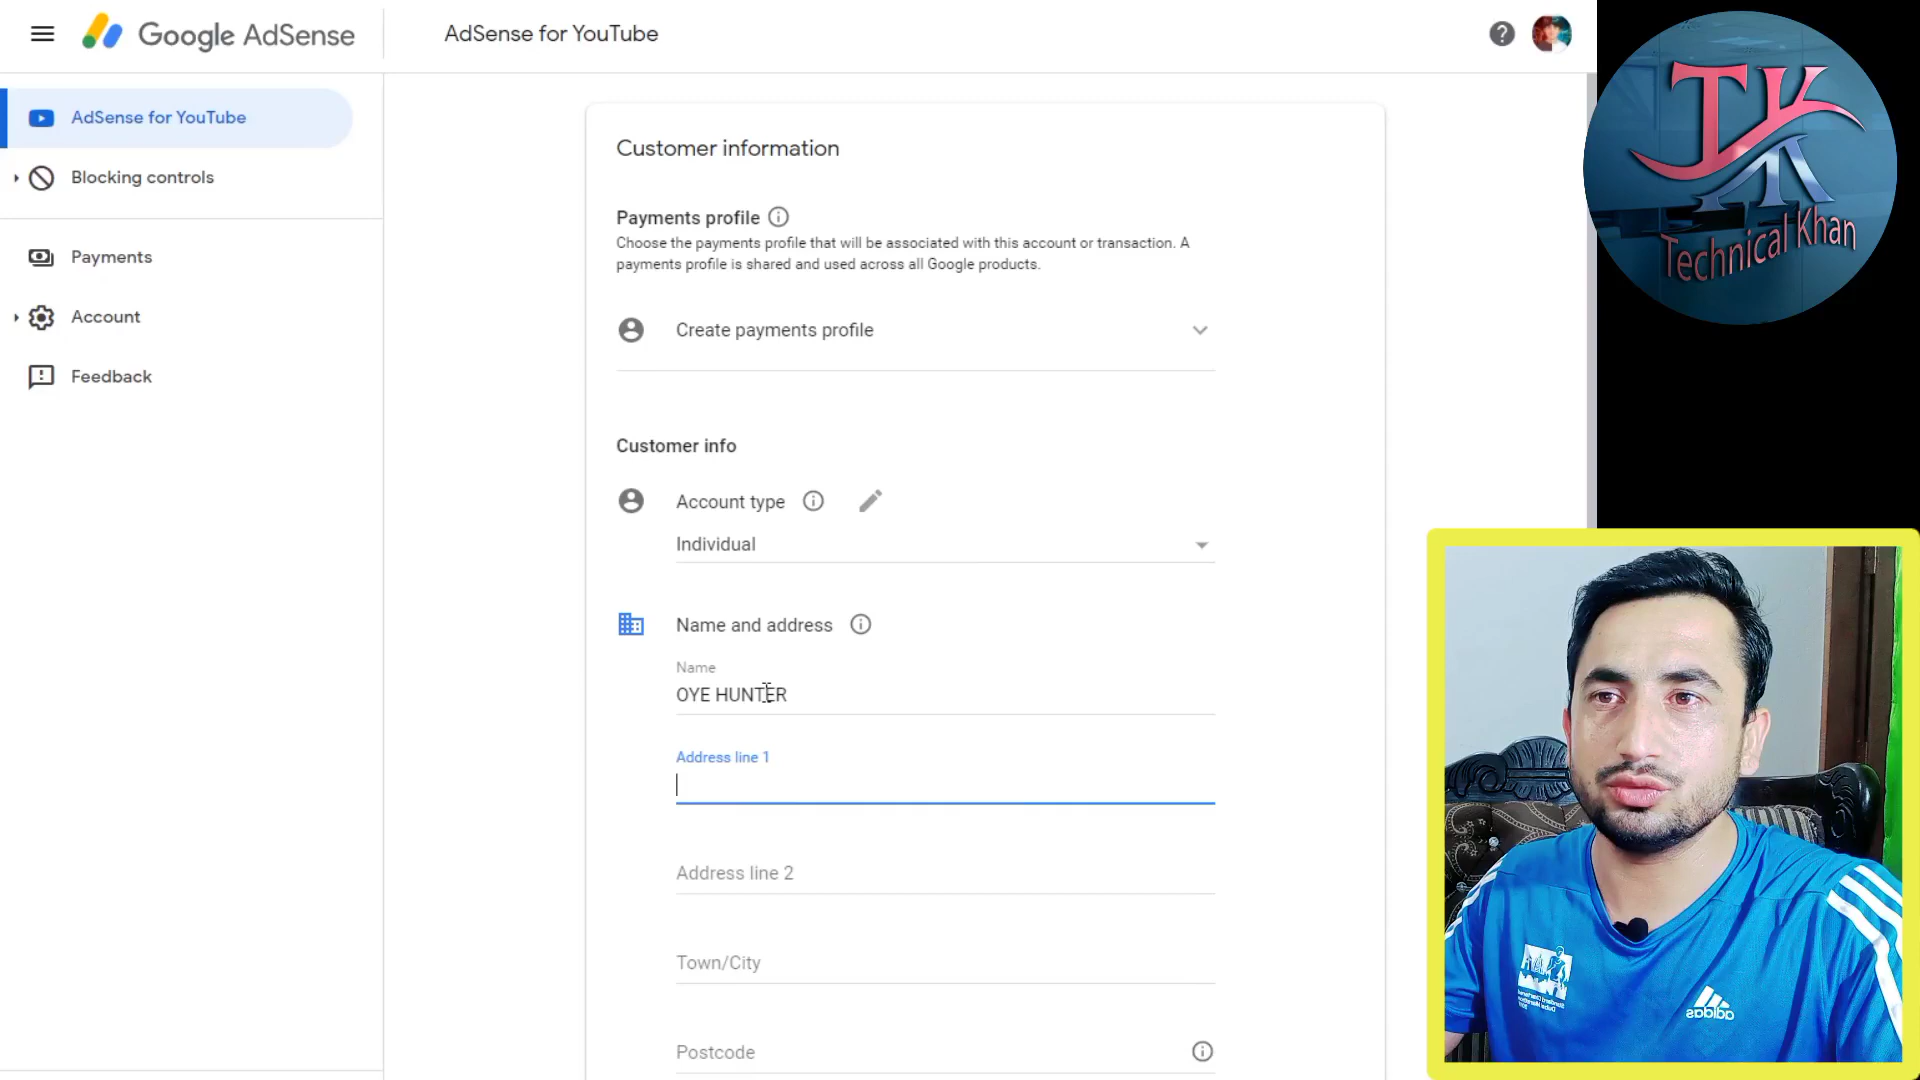 Google AdSense
AdSense for YouTube
AdSense for YouTube
Blocking controls
Payments
Account
Feedback
Customer information
Payments profile
Choose the payments profile that will be associated with this account or transaction. A
payments profile is shared and used across all Google products.
Create payments profile
Customer info
Account type
Individual
Name and address
Name
OYE HUNTER
Address line 1
Address line 2
Town/City
Postcode
TK
Technical Khan
adidas